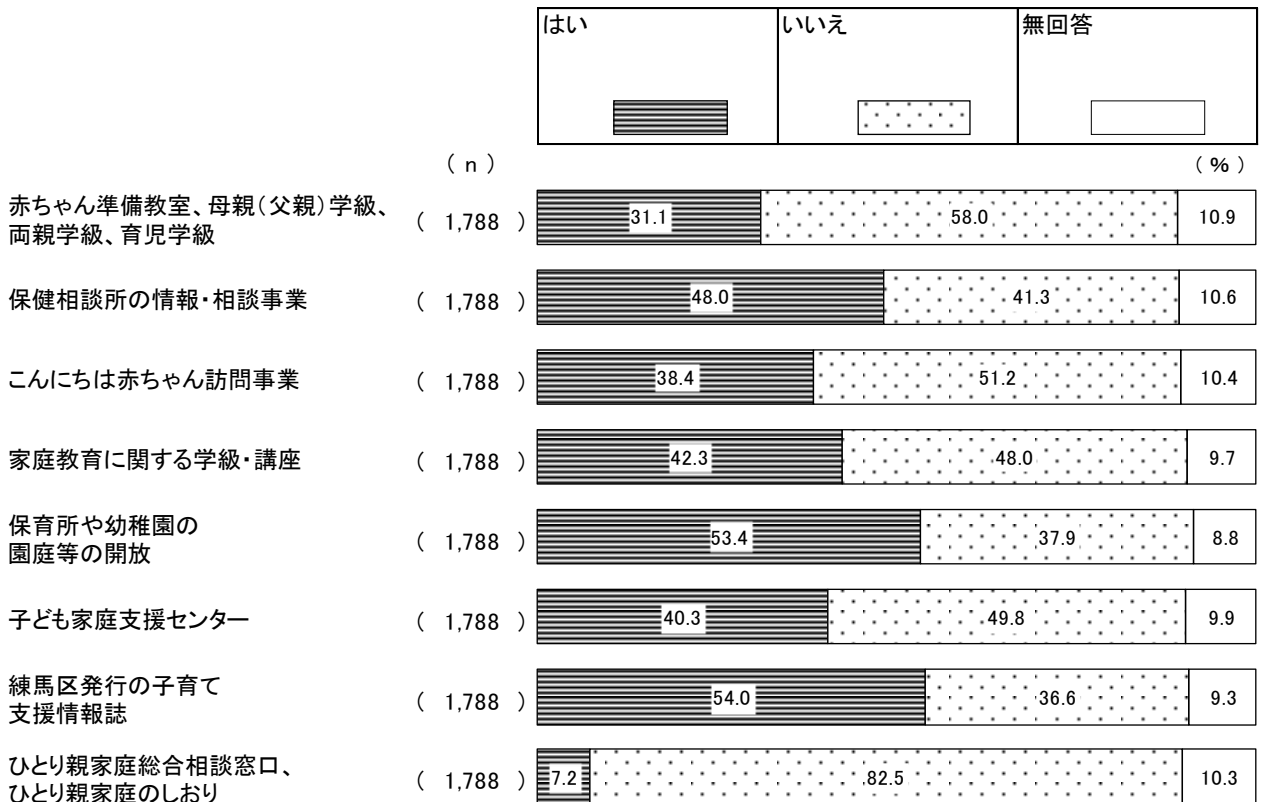 はい いいえ 無回答
( n ) ( % )
赤ちゃん準備教室、母親(父親)学級、
両親学級、育児学級
( 1,788 ) 31.1 58.0 10.9
保健相談所の情報・相談事業 ( 1,788 ) 48.0 41.3 10.6
こんにちは赤ちゃん訪問事業 ( 1,788 ) 38.4 51.2 10.4
家庭教育に関する学級・講座 ( 1,788 ) 42.3 48.0 9.7
保育所や幼稚園の
園庭等の開放
( 1,788 ) 53.4 37.9 8.8
子ども家庭支援センター ( 1,788 ) 40.3 49.8 9.9
練馬区発行の子育て
支援情報誌
( 1,788 ) 54.0 36.6 9.3
ひとり親家庭総合相談窓口、
ひとり親家庭のしおり
( 1,788 ) 7.2 82.5 10.3